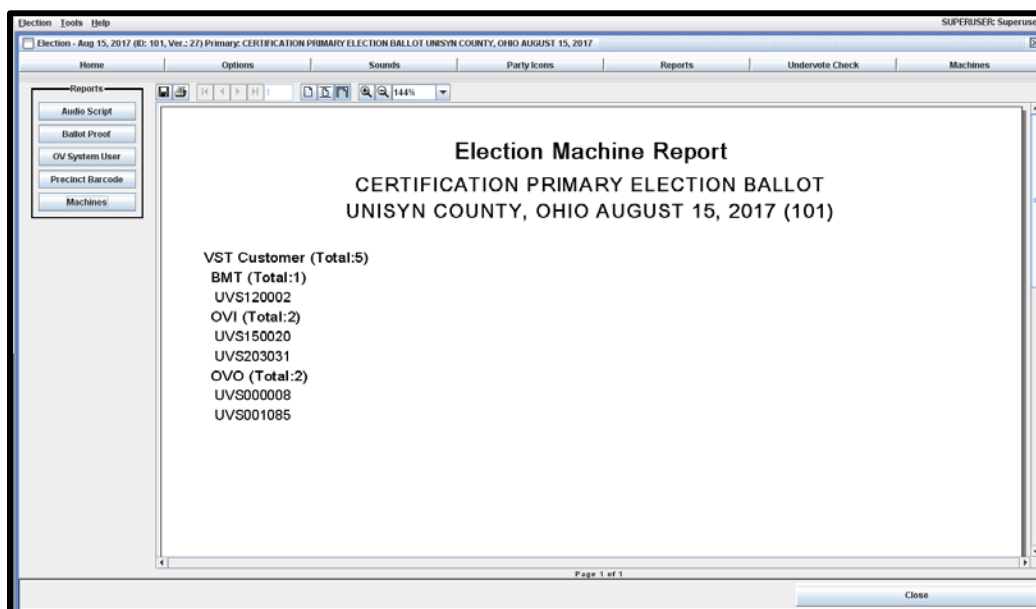 Election Tools Help SUPERUSER: Superuse
Election - Aug 15, 2017 (ID: 101, Ver.: 27) Primary: CERTIFICATION PRIMARY ELECTION BALLOT UNISYN COUNTY, OHIO AUGUST 15, 2017
Home Options Sounds Party Icons Reports Undervote Check Machines
Reports
Audio Script
Ballot Proof
OV System User
Precinct Barcode
Machines
1 144%
Election Machine Report
CERTIFICATION PRIMARY ELECTION BALLOT
UNISYN COUNTY, OHIO AUGUST 15, 2017 (101)
VST Customer (Total:5)
BMT (Total:1)
UVS120002
OVI (Total:2)
UVS150020
UVS203031
OVO (Total:2)
UVS000008
UVS001085
Page 1 of 1
Close